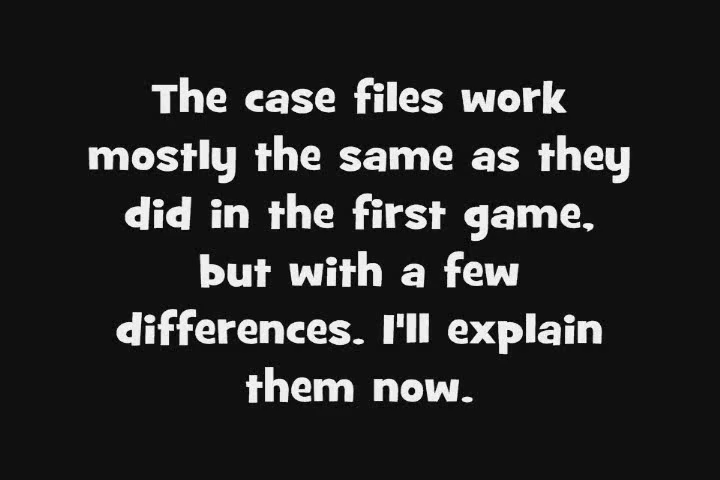 The case files work
mostly the same as they
did in the first game,
but with a few
differences. I'll explain
them now.